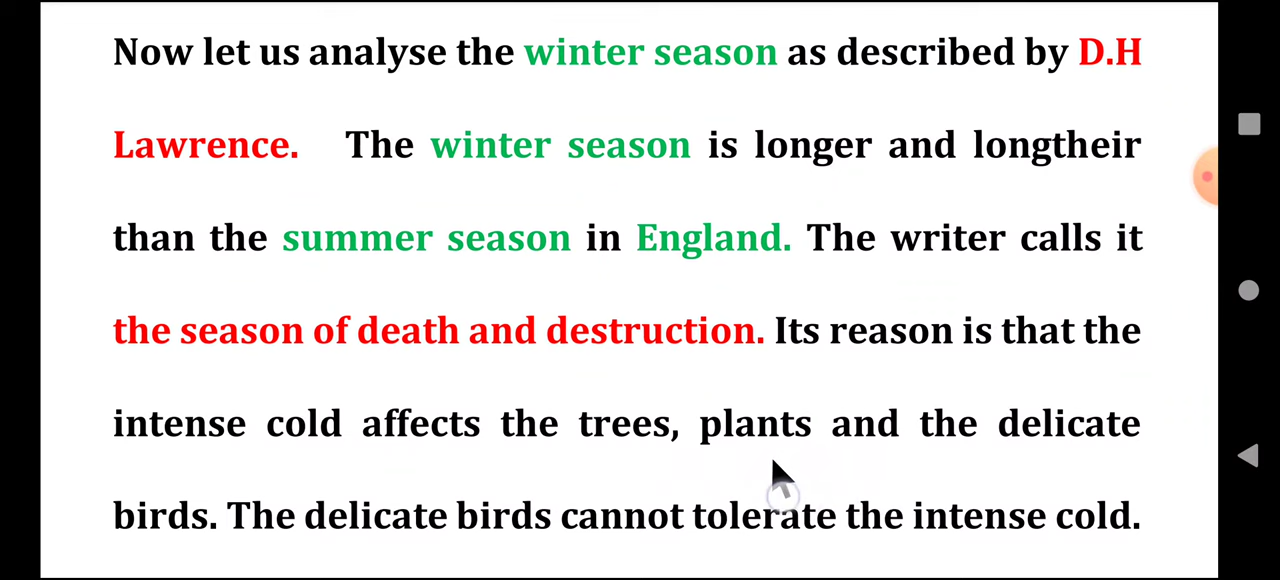 Now let us analyse the winter season as described by D.H
Lawrence. The winter season is longer and longtheir
than the summer season in England. The writer calls it
the season of death and destruction. Its reason is that the
intense cold affects the trees, plants and the delicate
birds. The delicate birds cannot tolerate the intense cold.